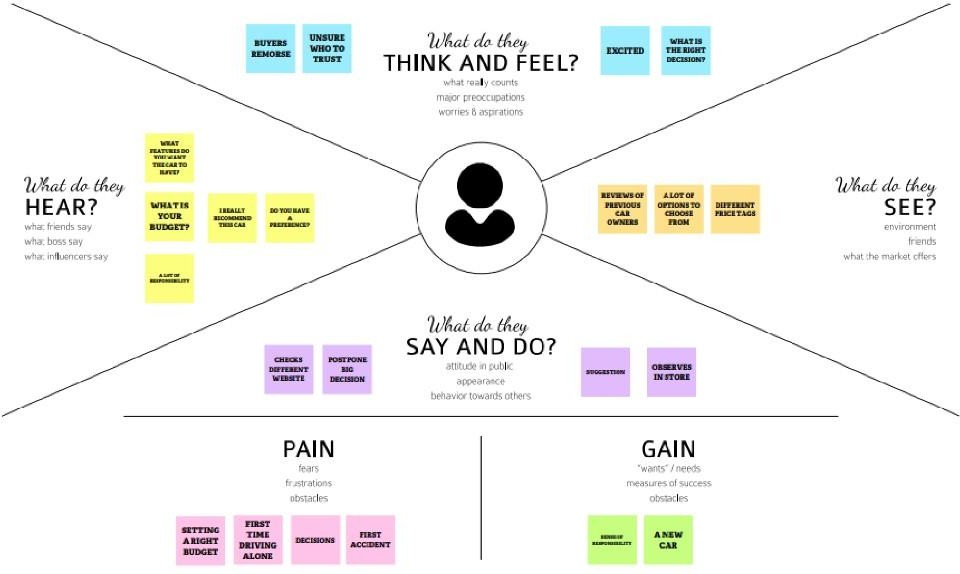 BUYERS
REMORSE
UNSURE
WHO TO
TRUST
What do they
THINK AND FEEL?
what really counts
major preoccupations
worries & aspirations
EXCITED
WHAT IS
THE RIGHT
DECISION?
What do they
HEAR?
what friends say
what boss say
what influencers say
WHAT
FEATURES DO
YOU WANT
THE CAR TO
HAVE?
WHAT IS
YOUR
BUDGET?
I REALLY
RECOMMEND
THIS CAR
DO YOU HAVE
A
PREFERENCE?
A LOT OF
RESPONSIBILITY
REVIEWS OF
PREVIOUS
CAR
OWNERS
A LOT OF
OPTIONS TO
CHOOSE
FROM
DIFFERENT
PRICE TAGS
What do they
SEE?
environment
friends
what the market offers
What do they
SAY AND DO?
attitude in public
appearance
behavior towards others
CHECKS
DIFFERENT
WEBSITE
POSTPONE
BIG
DECISION
SUGGESTION
OBSERVES
IN STORE
PAIN
fears
frustrations
obstacles
SETTING
A RIGHT
BUDGET
FIRST
TIME
DRIVING
ALONE
DECISIONS
FIRST
ACCIDENT
GAIN
"wants" / needs
measures of success
obstacles
SENSE OF
RESPONSIBILITY
A NEW
CAR